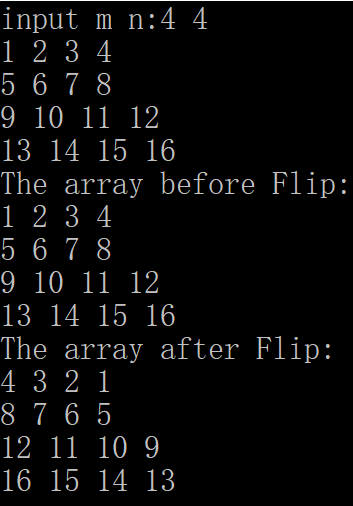 input m n:4 4
1 2 3 4
5 6 7 8
9 10 11 12
13 14 15 16
The array before Flip:
1 2 3 4
5 6 7 8
9 10 11 12
13 14 15 16
The array after Flip:
4 3 2 1
8 7 6 5
12 11 10 9
16 15 14 13